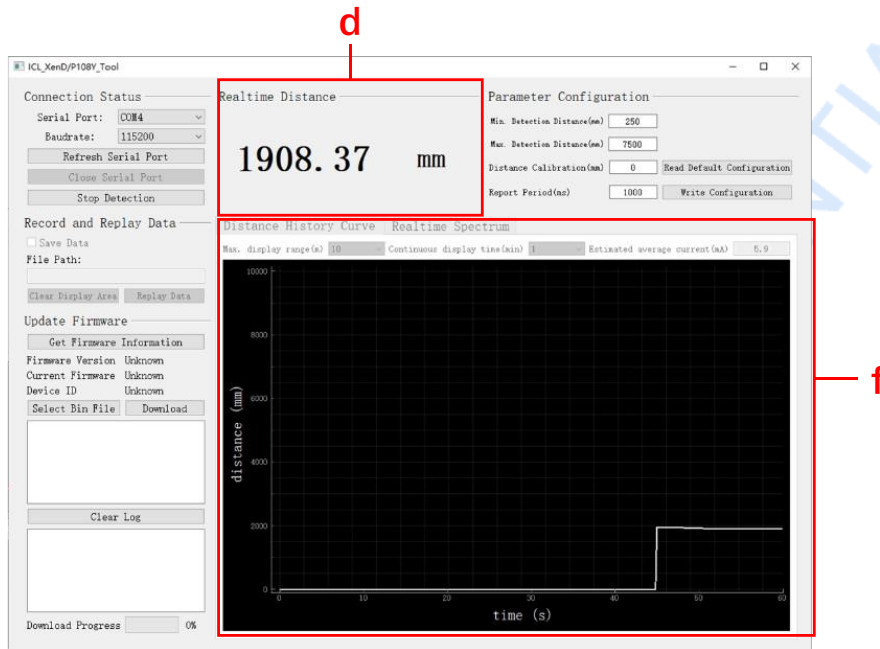 d
ICL_XenD/P108Y_Tool
Connection Status
Serial Port: COM4
Baudrate: 115200
Refresh Serial Port
Close Serial Port
Stop Detection
Realtime Distance
1908.37 mm
Parameter Configuration
Min. Detection Distance(mm) 250
Max. Detection Distance(mm) 7500
Distance Calibration(mm) 0 Read Default Configuration
Report Period(ms) 1000 Write Configuration
Record and Replay Data
Save Data
File Path:
Clear Display Area Replay Data
Update Firmware
Get Firmware Information
Firmware Version Unknown
Current Firmware Unknown
Device ID Unknown
Select Bin File Download
Clear Log
Download Progress 0%
Distance History Curve Realtime Spectrum
Max. display range(m) 10 Continuous display time(min) 1 Estimated average current(mA) 5.9
10000
8000
6000
4000
2000
0
distance (mm)
0 10 20 30 40 50 60
time (s)
f